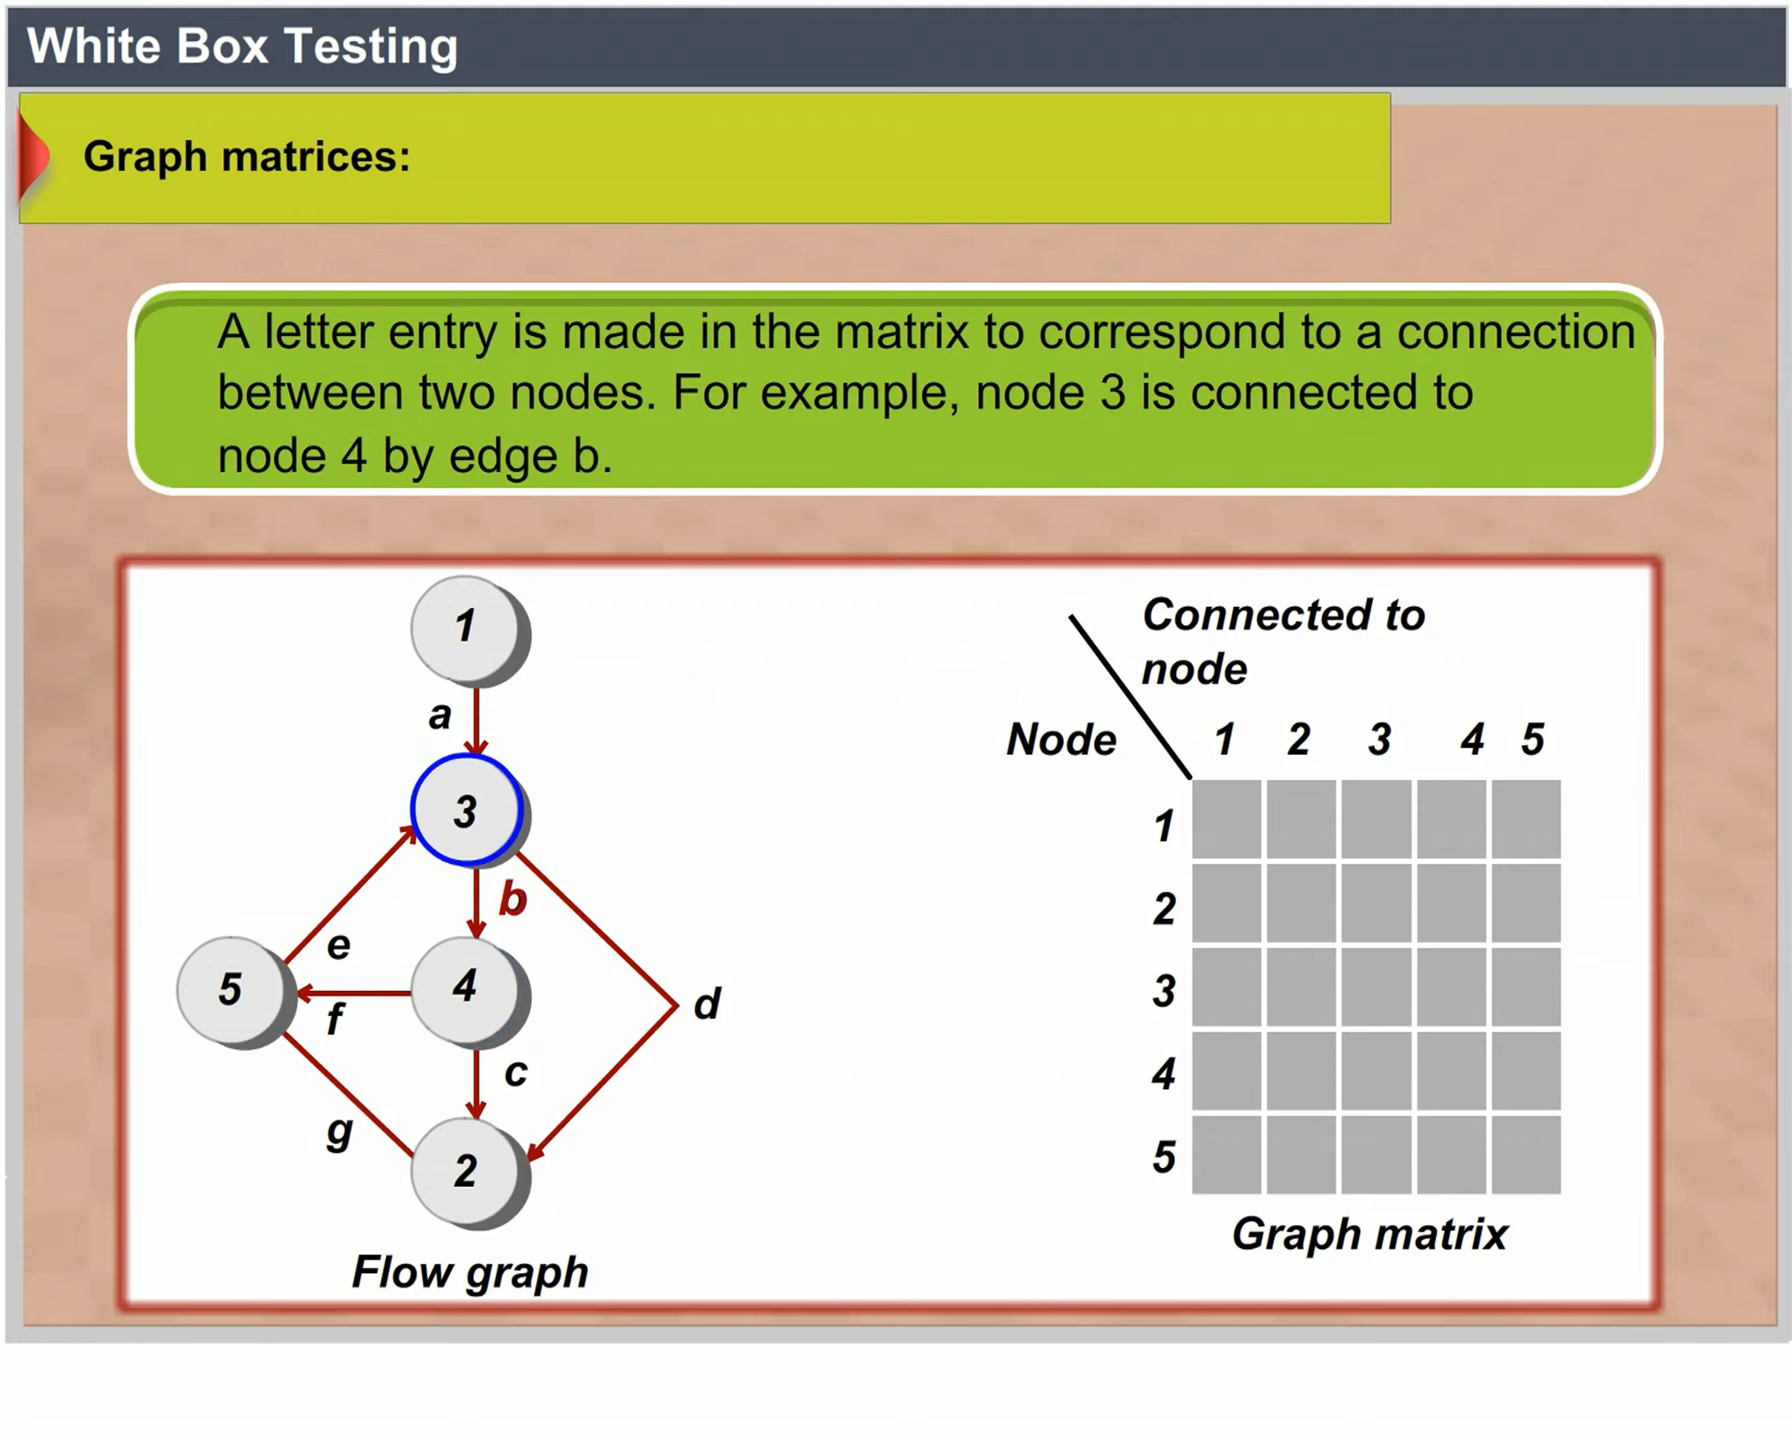 White Box Testing
Graph matrices:
A letter entry is made in the matrix to correspond to a connection
between two nodes. For example, node 3 is connected to
node 4 by edge b.
1
a
3
b
e
5
4
f
d
c
g
2
Flow graph
Connected to
node
Node 1 2 3 4 5
1
2
3
4
5
Graph matrix